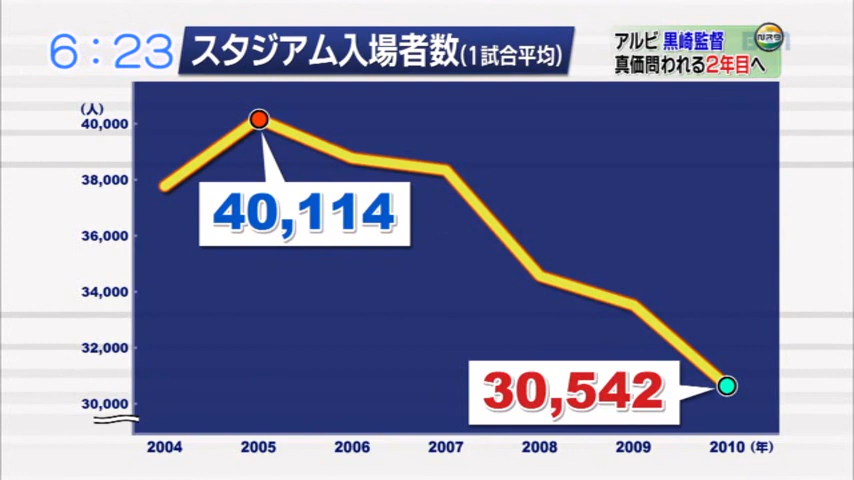 6:23
スタジアム入場者数(1試合平均)
アルビ 黒崎監督
真価問われる2年目へ
(人)
40,000
38,000
36,000
34,000
32,000
30,000
40,114
30,542
2004 2005 2006 2007 2008 2009 2010 (年)